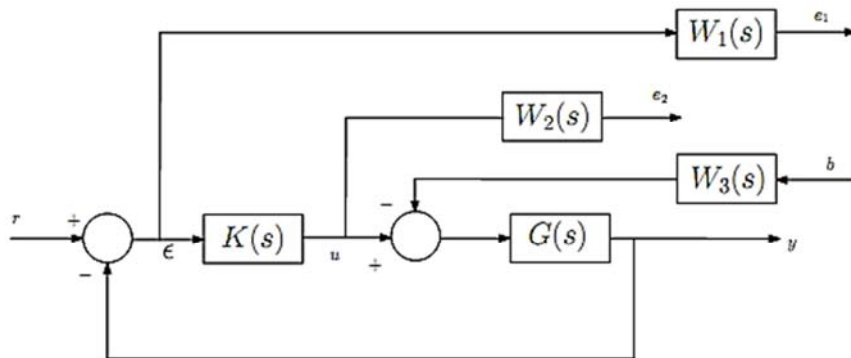 W₁(s)
e₁
W₂(s)
e₂
W₃(s)
b
r
÷
−
ϵ
K(s)
u
−
÷
G(s)
y